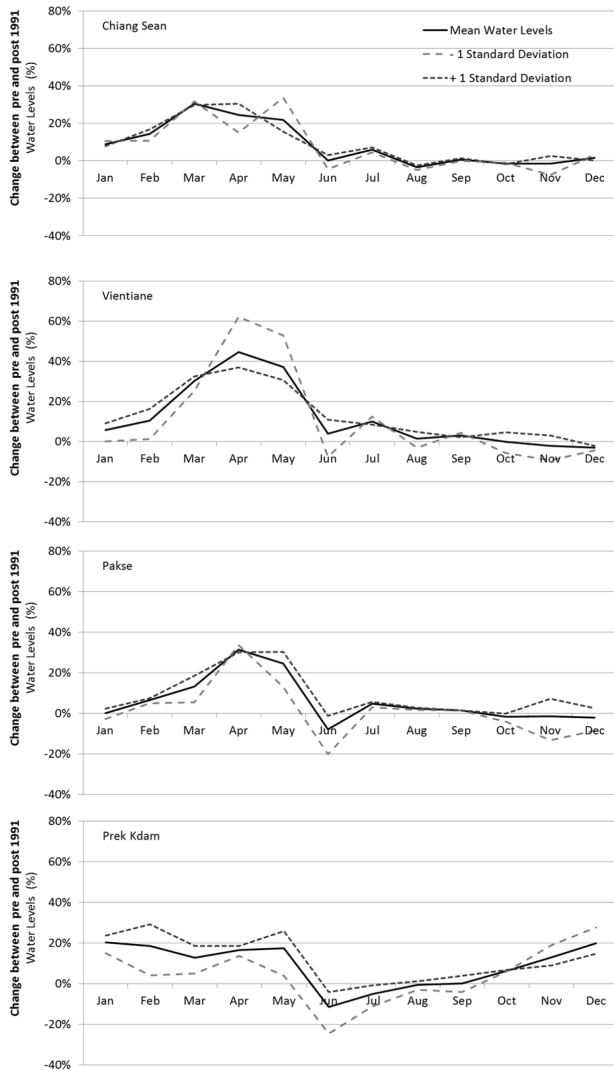 Chiang Sean
Mean Water Levels
- 1 Standard Deviation
+ 1 Standard Deviation
Change between pre and post 1991
Water Levels (%)
80%
60%
40%
20%
0%
-20%
-40%
Jan Feb Mar Apr May Jun Jul Aug Sep Oct Nov Dec
Vientiane
Change between pre and post 1991
Water Levels (%)
80%
60%
40%
20%
0%
-20%
-40%
Jan Feb Mar Apr May Jun Jul Aug Sep Oct Nov Dec
Pakse
Change between pre and post 1991
Water Levels (%)
80%
60%
40%
20%
0%
-20%
-40%
Jan Feb Mar Apr May Jun Jul Aug Sep Oct Nov Dec
Prek Kdam
Change between pre and post 1991
Water Levels (%)
80%
60%
40%
20%
0%
-20%
-40%
Jan Feb Mar Apr May Jun Jul Aug Sep Oct Nov Dec